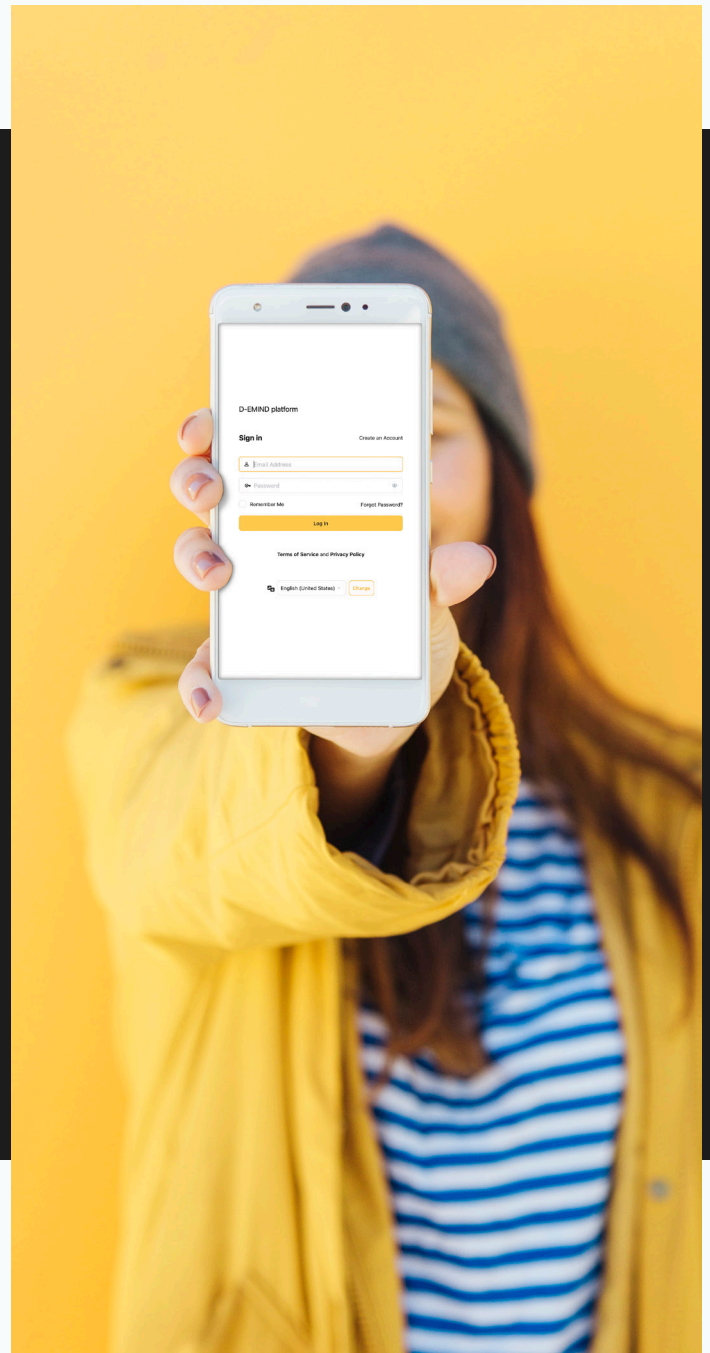 D-EMIND platform
Sign in
Create an Account
Email Address
Password
Remember Me
Forgot Password?
Log in
Terms of Service and Privacy Policy
English (United States)
Change